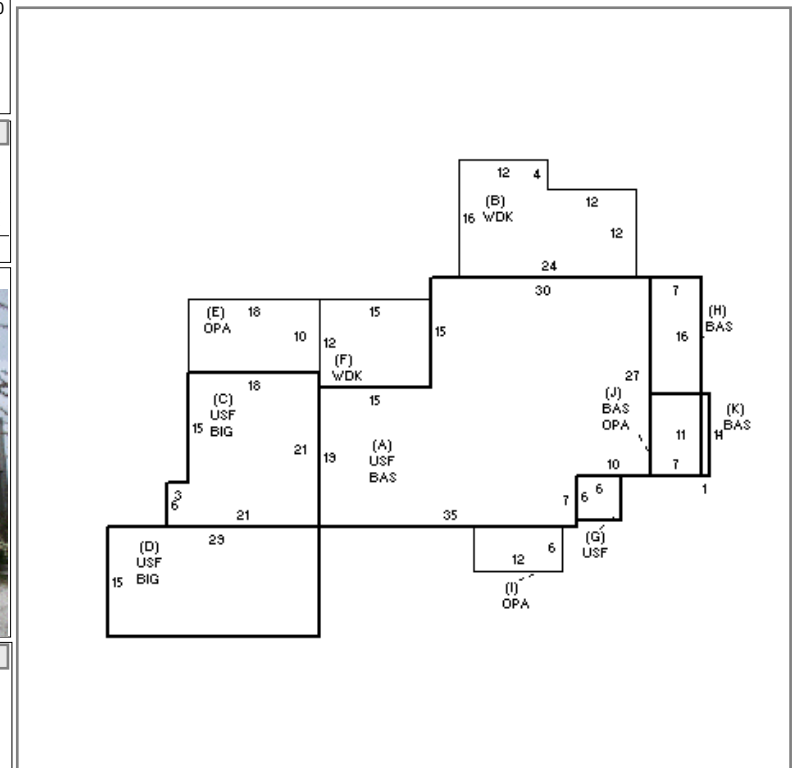 12 4
(B)
WDK
16
12
12
24
30
7
(H)
BAS
16
(E)
OPA
18
10
15
12
(F)
WDK
15
27
(J)
BAS
OPA
(K)
BAS
11
7
1
18
(C)
USF
BIG
15
21
15
19
(A)
USF
BAS
10
3
6
21
35
7
6
6
(G)
USF
29
(D)
USF
BIG
15
12
6
(I)
OPA